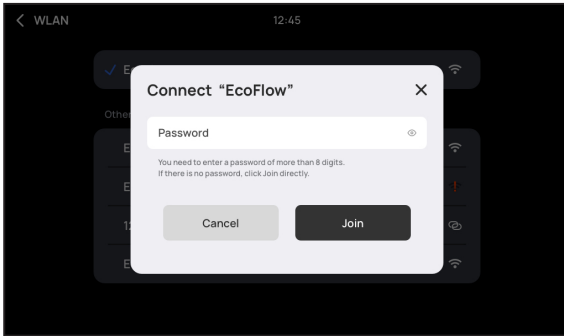 WLAN
12:45
Connect “EcoFlow”
Password
You need to enter a password of more than 8 digits.
If there is no password, click Join directly.
Cancel
Join
Other